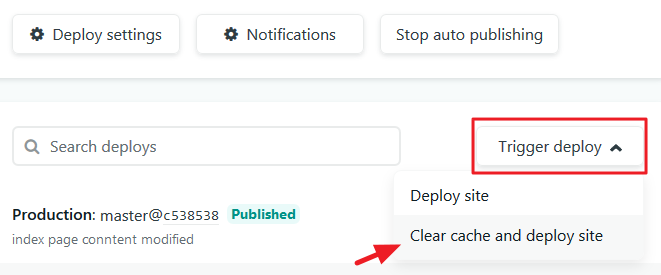 Deploy settings
Notifications
Stop auto publishing
Search deploys
Trigger deploy
Deploy site
Clear cache and deploy site
Production: master@c538538 Published
index page conntent modified